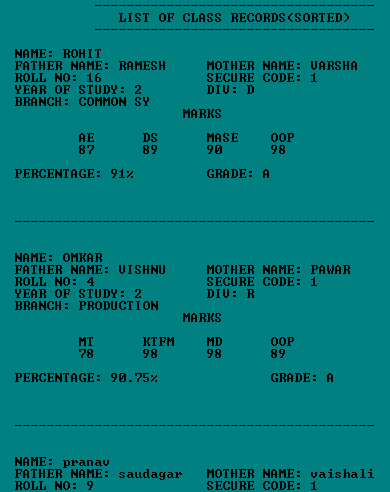 LIST OF CLASS RECORDS(SORTED)
NAME: ROHIT
FATHER NAME: RAMESH MOTHER NAME: VARSHA
ROLL NO: 16 SECURE CODE: 1
YEAR OF STUDY: 2 DIV: D
BRANCH: COMMON SY
MARKS
AE DS MASE OOP
87 89 90 98
PERCENTAGE: 91% GRADE: A
NAME: OMKAR
FATHER NAME: VISHNU MOTHER NAME: PAWAR
ROLL NO: 4 SECURE CODE: 1
YEAR OF STUDY: 2 DIV: R
BRANCH: PRODUCTION
MARKS
MT KTFM MD OOP
78 98 98 89
PERCENTAGE: 90.75% GRADE: A
NAME: pranav
FATHER NAME: saudagar MOTHER NAME: vaishali
ROLL NO: 9 SECURE CODE: 1